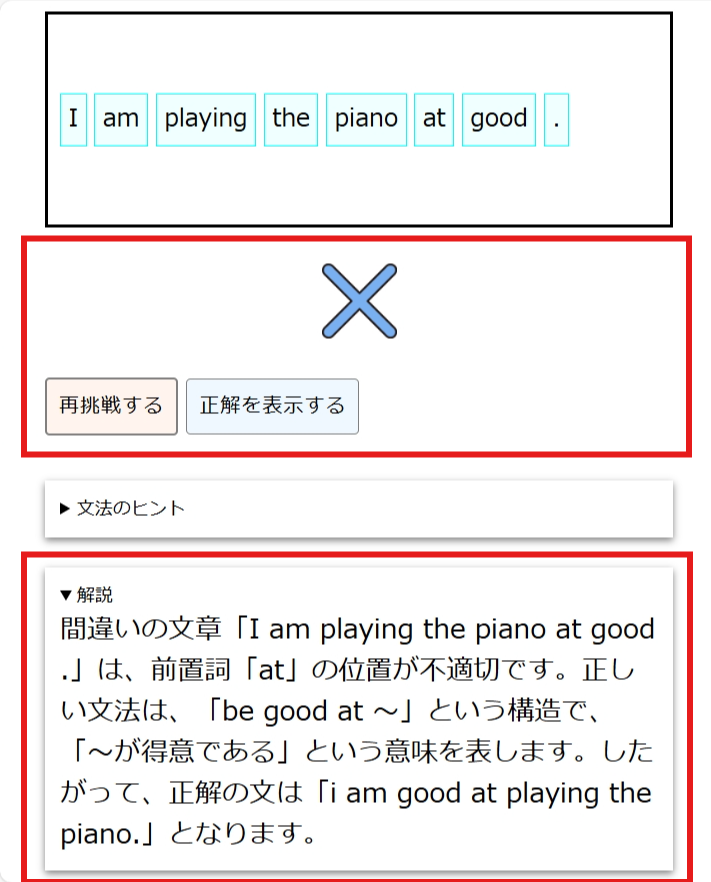 I am playing the piano at good .
再挑戦する 正解を表示する
▶ 文法のヒント
▼ 解説
間違いの文章「I am playing the piano at good
.」は、前置詞「at」の位置が不適切です。正し
い文法は、「be good at ～」という構造で、
「～が得意である」という意味を表します。した
がって、正解の文は「i am good at playing the
piano.」となります。